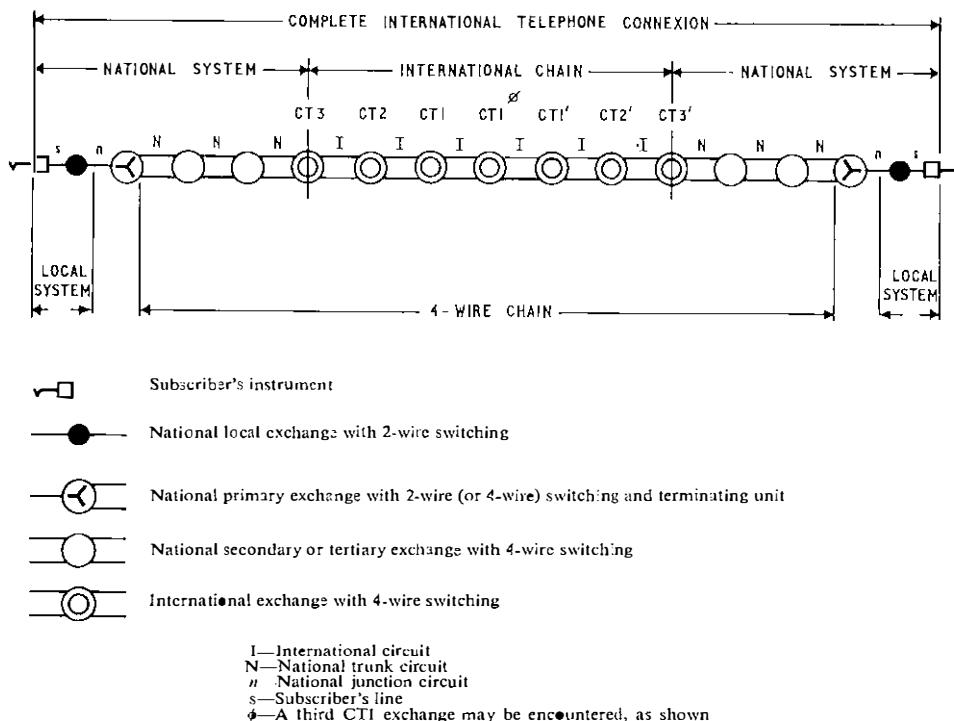 COMPLETE INTERNATIONAL TELEPHONE CONNEXION
NATIONAL SYSTEM INTERNATIONAL CHAIN NATIONAL SYSTEM
ø
CT3 CT2 CT1 CT1 CT1' CT2' CT3'
s n N N N I I I I I I N N N n s
LOCAL SYSTEM
4-WIRE CHAIN
LOCAL SYSTEM
Subscriber's instrument
National local exchange with 2-wire switching
National primary exchange with 2-wire (or 4-wire) switching and terminating unit
National secondary or tertiary exchange with 4-wire switching
International exchange with 4-wire switching
I—International circuit
N—National trunk circuit
n—National junction circuit
s—Subscriber's line
ø—A third CT1 exchange may be encountered, as shown